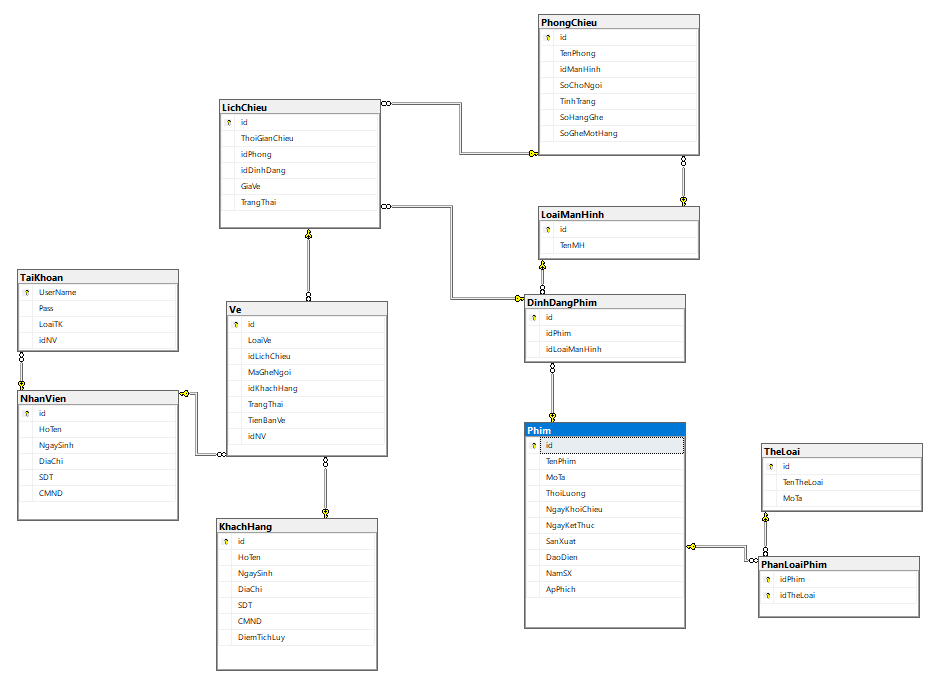 PhongChieu
id
TenPhong
idManHinh
SoChoNgoi
TinhTrang
SoHangGhe
SoGheMotHang
LichChieu
id
ThoiGianChieu
idPhong
idDinhDang
GiaVe
TrangThai
LoaiManHinh
id
TenMH
TaiKhoan
UserName
Pass
LoaiTK
idNV
Ve
id
LoaiVe
idLichChieu
MaGheNgoi
idKhachHang
TrangThai
TienBanVe
idNV
DinhDangPhim
id
idPhim
idLoaiManHinh
NhanVien
id
HoTen
NgaySinh
DiaChi
SDT
CMND
Phim
id
TenPhim
MoTa
ThoiLuong
NgayKhoiChieu
NgayKetThuc
SanXuat
DaoDien
NamSX
ApPhich
TheLoai
id
TenTheLoai
MoTa
KhachHang
id
HoTen
NgaySinh
DiaChi
SDT
CMND
DiemTichLuy
PhanLoaiPhim
idPhim
idTheLoai